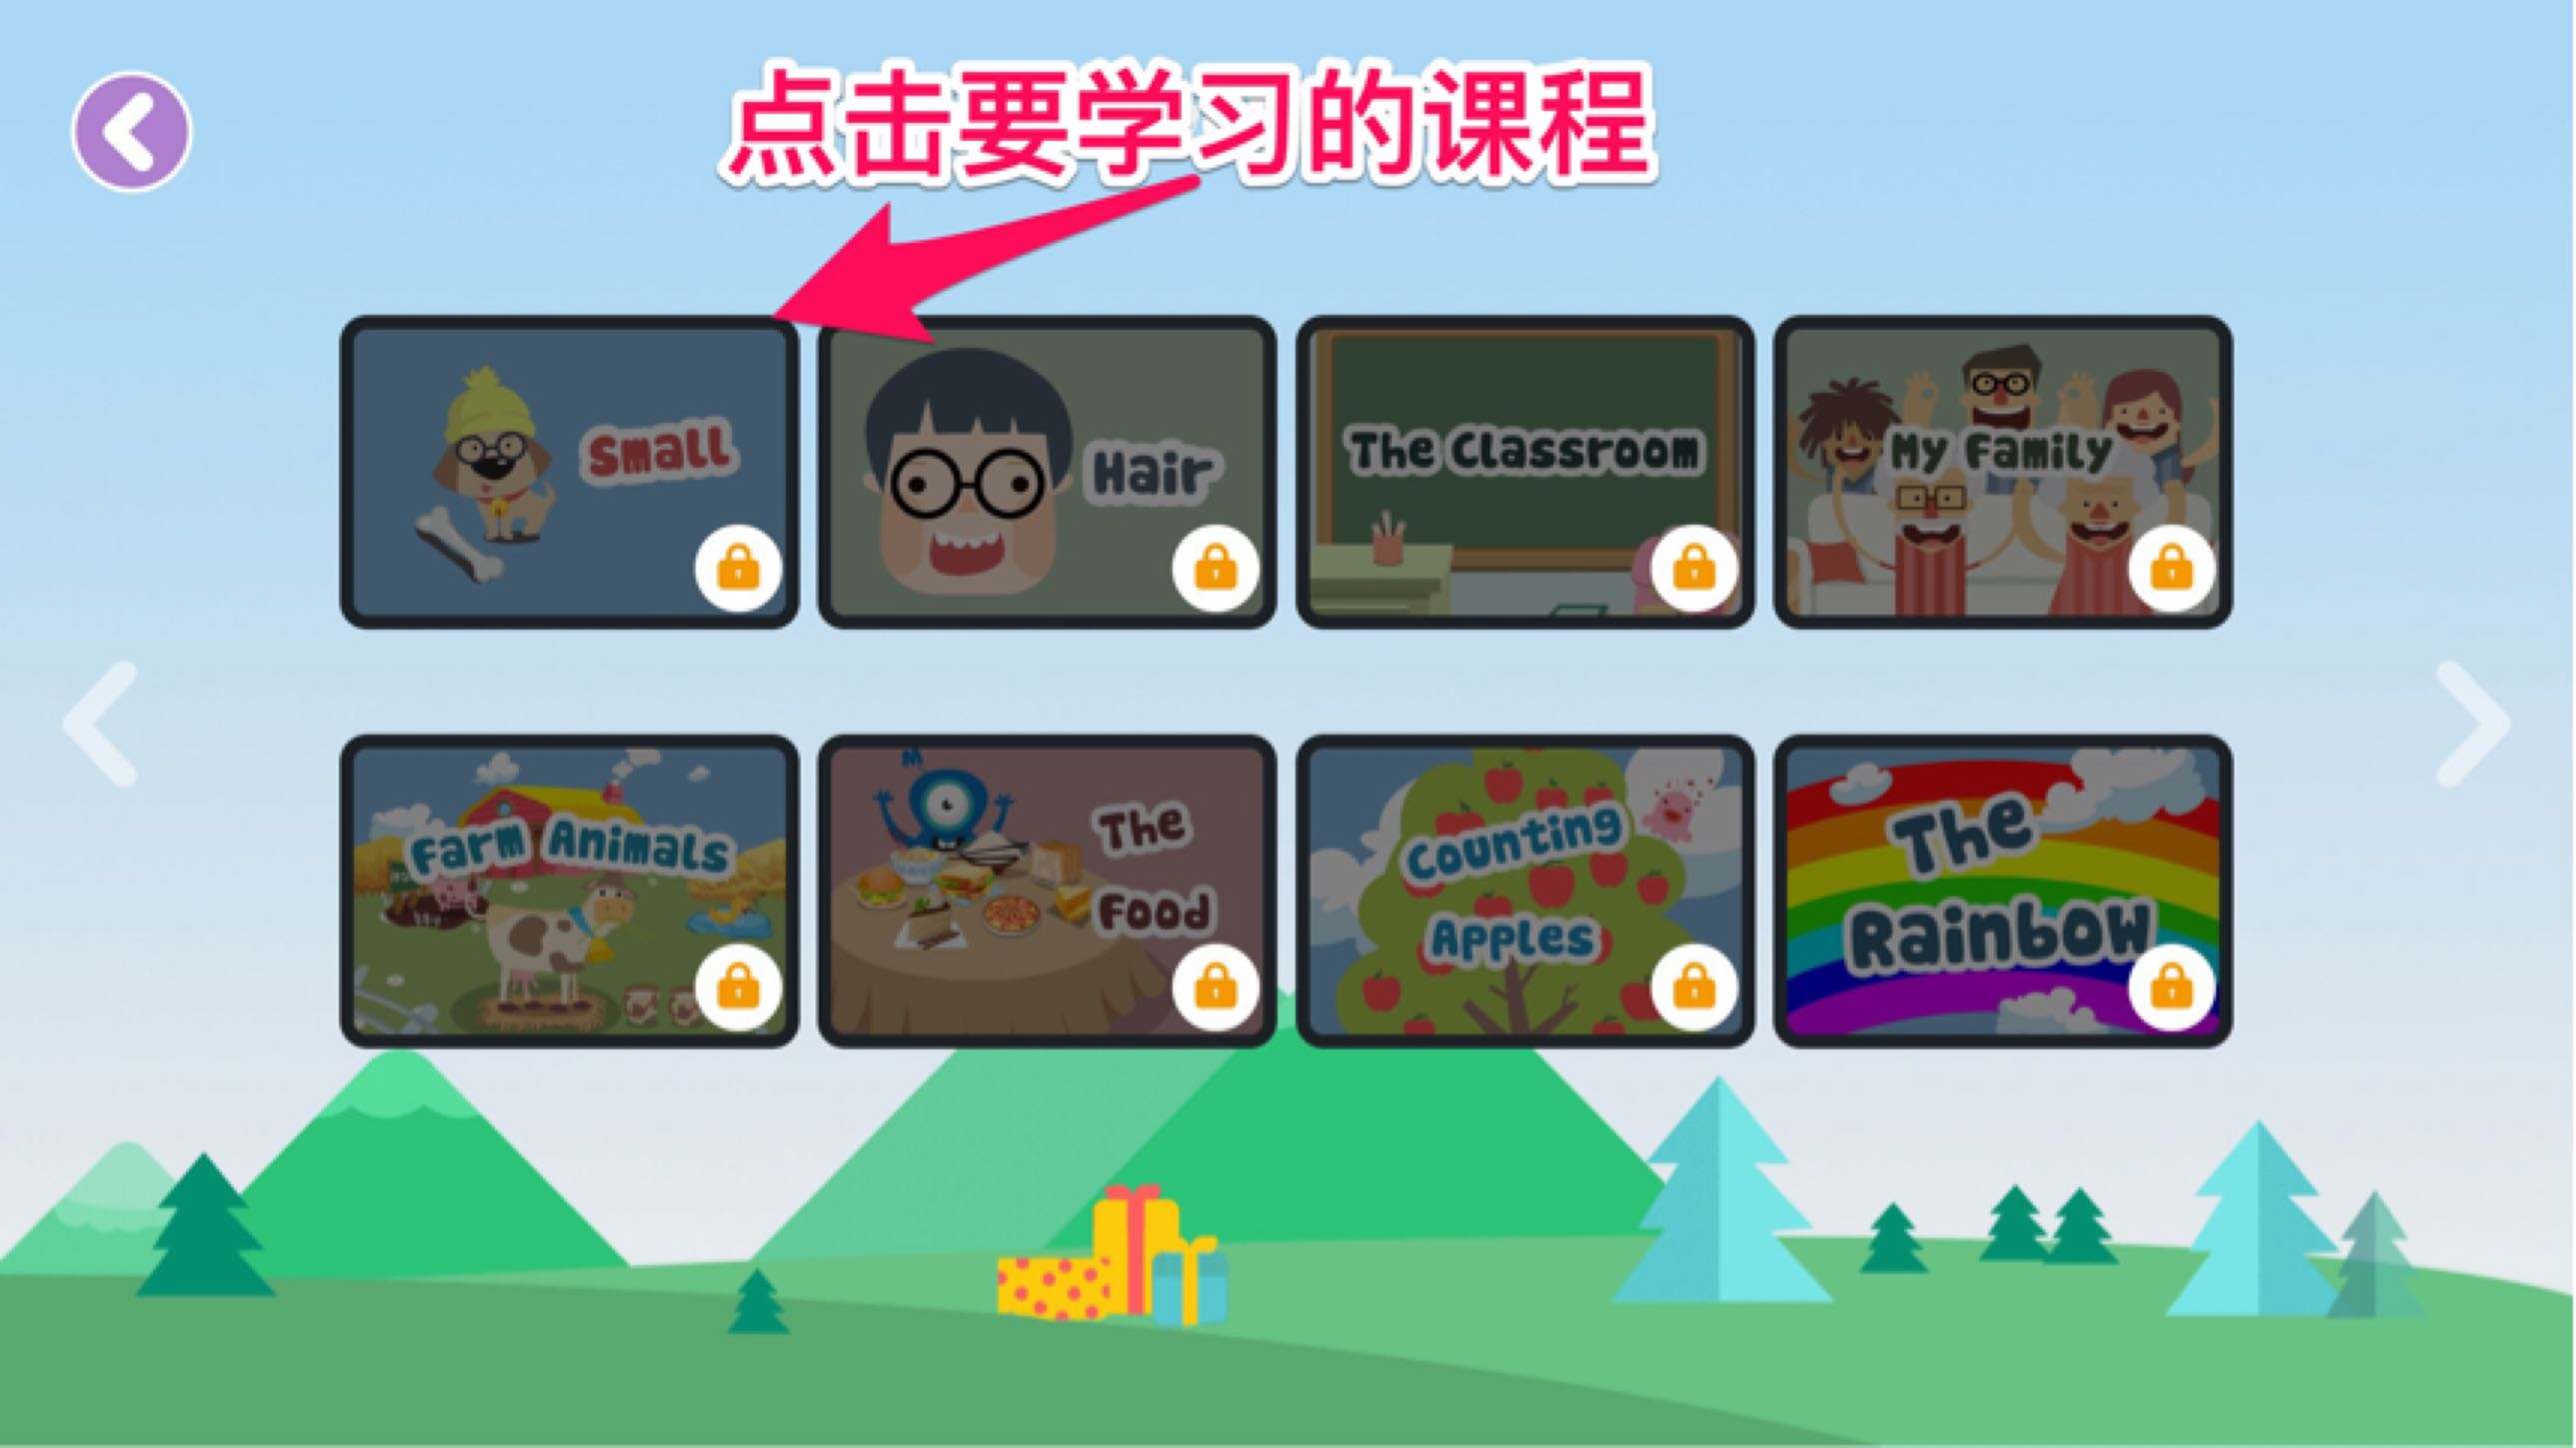 点击要学习的课程
Small
Hair
The Classroom
My Family
Farm Animals
The
Food
Counting
Apples
The
Rainbow